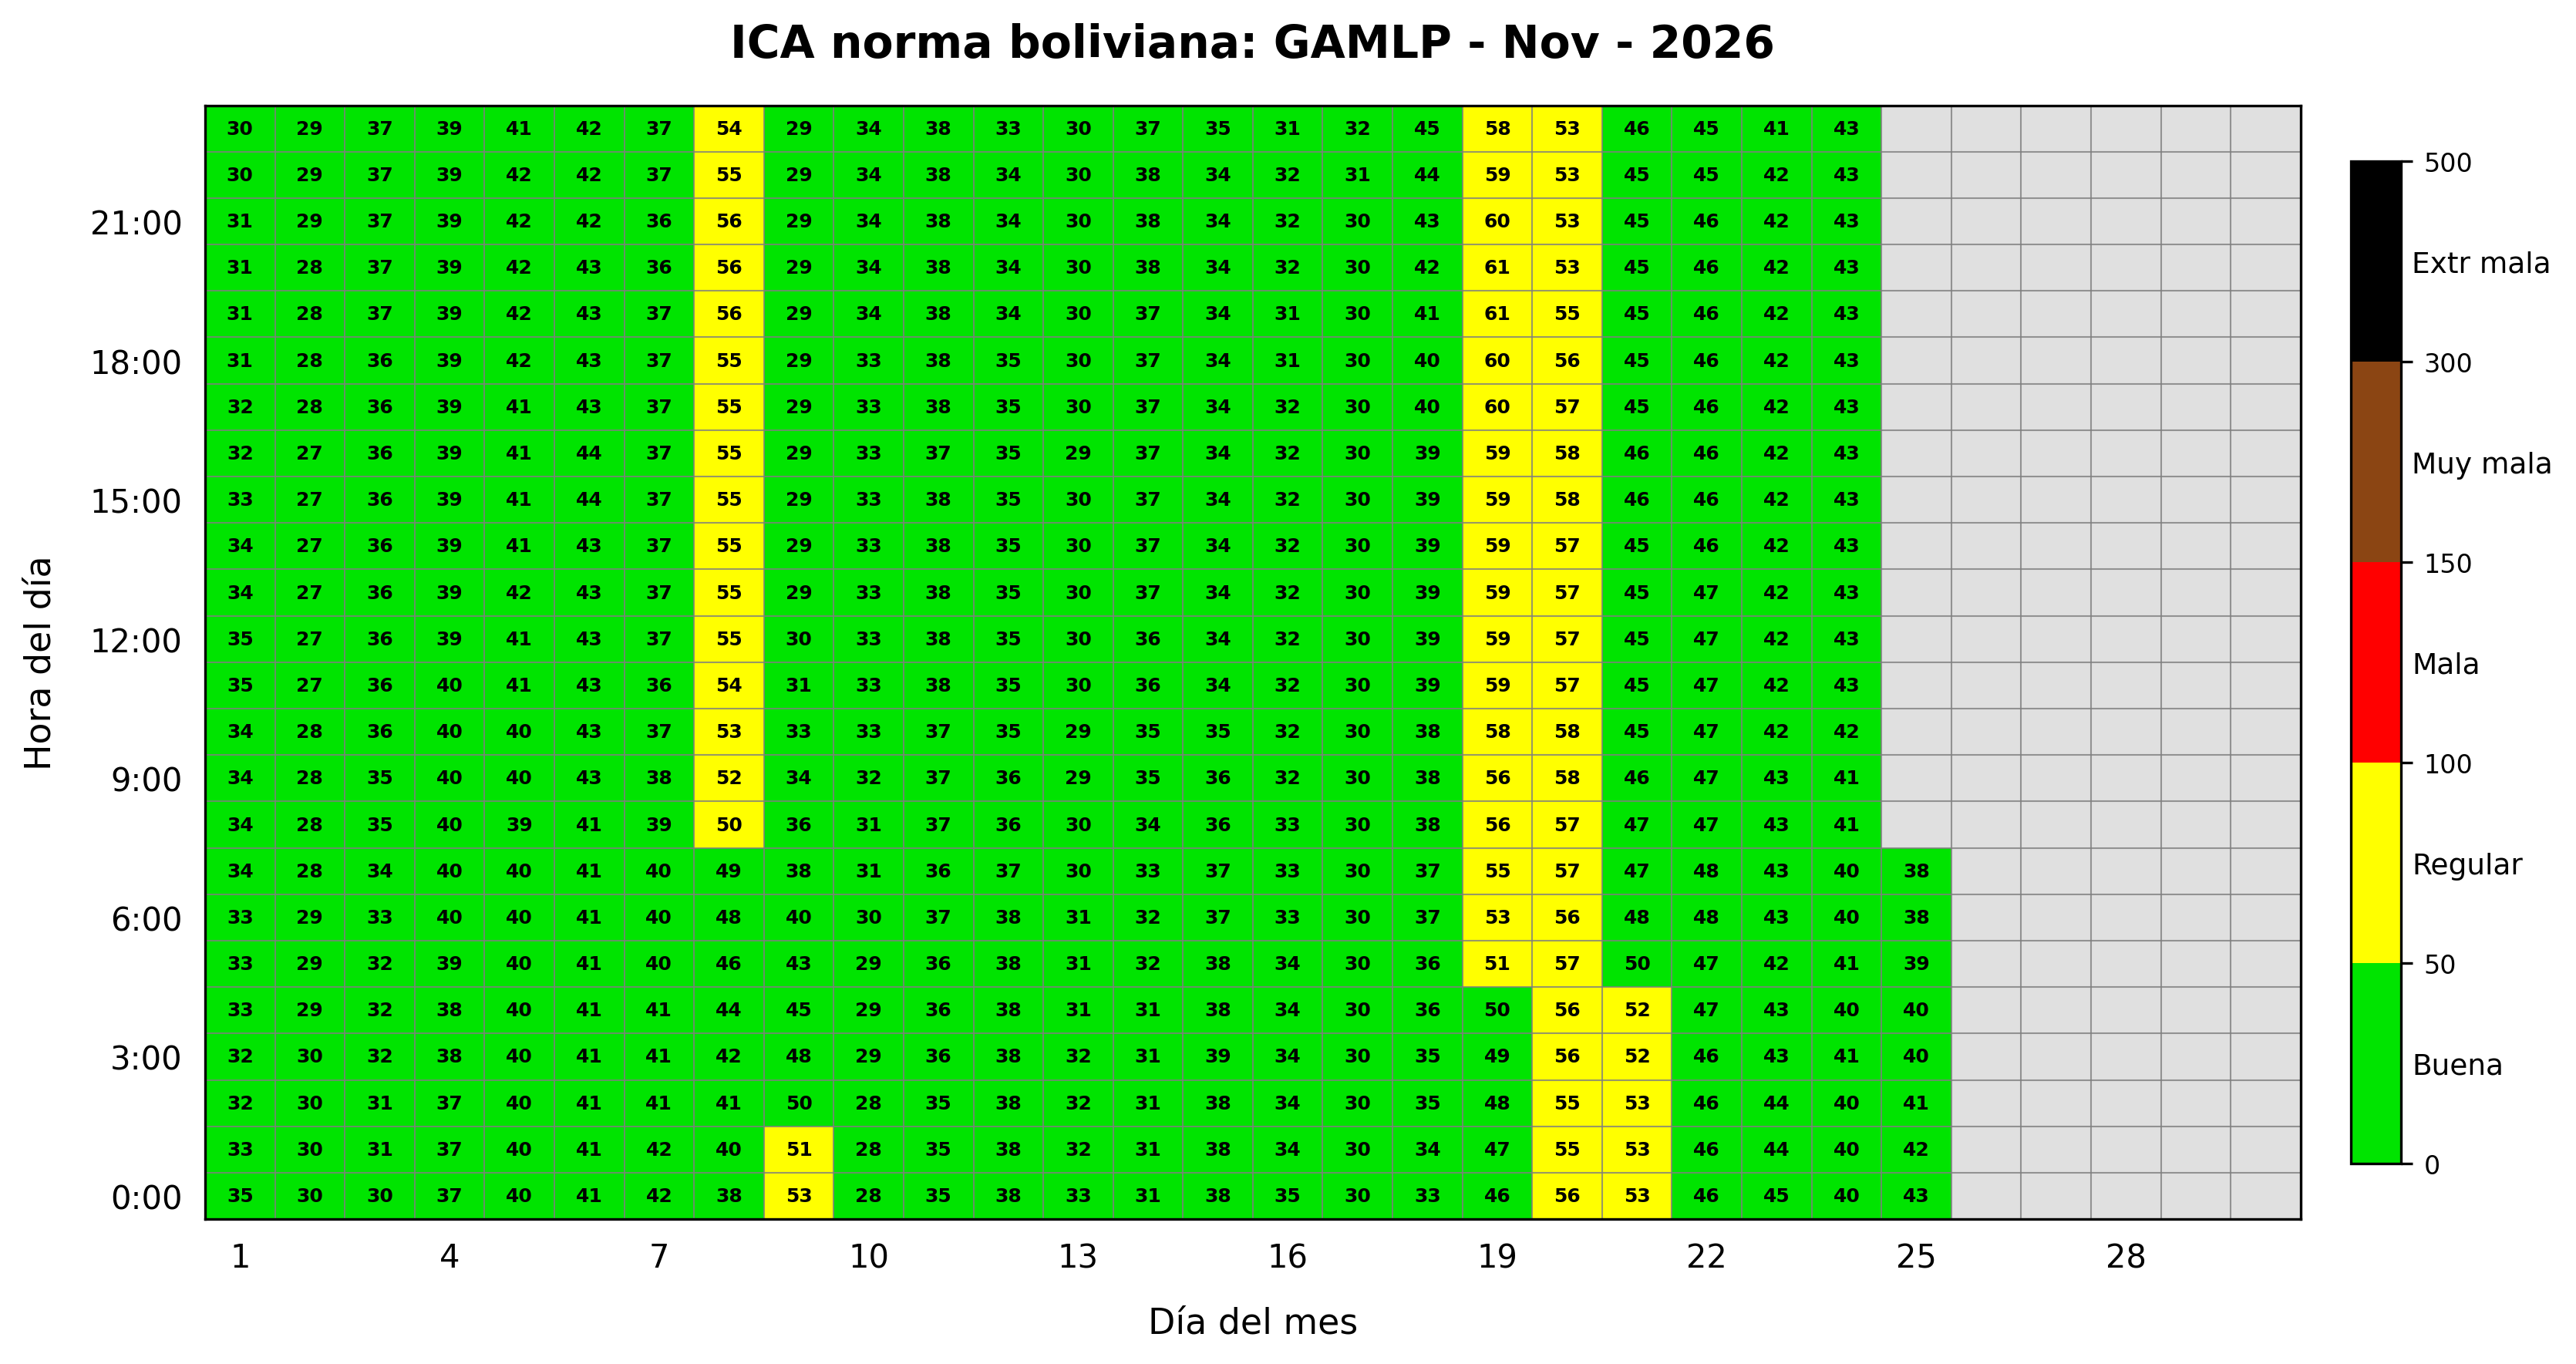 ICA norma boliviana: GAMLP - Nov - 2026
30 29 37 39 41 42 37 54 29 34 38 33 30 37 35 31 32 45 58 53 46 45 41 43
30 29 37 39 42 42 37 55 29 34 38 34 30 38 34 32 31 44 59 53 45 45 42 43
21:00 31 29 37 39 42 42 36 56 29 34 38 34 30 38 34 32 30 43 60 53 45 46 42 43
31 28 37 39 42 43 36 56 29 34 38 34 30 38 34 32 30 42 61 53 45 46 42 43
31 28 37 39 42 43 37 56 29 34 38 34 30 37 34 31 30 41 61 55 45 46 42 43
18:00 31 28 36 39 42 43 37 55 29 33 38 35 30 37 34 31 30 40 60 56 45 46 42 43
32 28 36 39 41 43 37 55 29 33 38 35 30 37 34 32 30 40 60 57 45 46 42 43
32 27 36 39 41 44 37 55 29 33 37 35 29 37 34 32 30 39 59 58 46 46 42 43
15:00 33 27 36 39 41 44 37 55 29 33 38 35 30 37 34 32 30 39 59 58 46 46 42 43
34 27 36 39 41 43 37 55 29 33 38 35 30 37 34 32 30 39 59 57 45 46 42 43
34 27 36 39 42 43 37 55 29 33 38 35 30 37 34 32 30 39 59 57 45 47 42 43
12:00 35 27 36 39 41 43 37 55 30 33 38 35 30 36 34 32 30 39 59 57 45 47 42 43
35 27 36 40 41 43 36 54 31 33 38 35 30 36 34 32 30 39 59 57 45 47 42 43
34 28 36 40 40 43 37 53 33 33 37 35 29 35 35 32 30 38 58 58 45 47 42 42
9:00 34 28 35 40 40 43 38 52 34 32 37 36 29 35 36 32 30 38 56 58 46 47 43 41
34 28 35 40 39 41 39 50 36 31 37 36 30 34 36 33 30 38 56 57 47 47 43 41
34 28 34 40 40 41 40 49 38 31 36 37 30 33 37 33 30 37 55 57 47 48 43 40 38
6:00 33 29 33 40 40 41 40 48 40 30 37 38 31 32 37 33 30 37 53 56 48 48 43 40 38
33 29 32 39 40 41 40 46 43 29 36 38 31 32 38 34 30 36 51 57 50 47 42 41 39
33 29 32 38 40 41 41 44 45 29 36 38 31 31 38 34 30 36 50 56 52 47 43 40 40
3:00 32 30 32 38 40 41 41 42 48 29 36 38 32 31 39 34 30 35 49 56 52 46 43 41 40
32 30 31 37 40 41 41 41 50 28 35 38 32 31 38 34 30 35 48 55 53 46 44 40 41
33 30 31 37 40 41 42 40 51 28 35 38 32 31 38 34 30 34 47 55 53 46 44 40 42
0:00 35 30 30 37 40 41 42 38 53 28 35 38 33 31 38 35 30 33 46 56 53 46 45 40 43
1 4 7 10 13 16 19 22 25 28
Día del mes
Hora del día
500
Extr mala
300
Muy mala
150
Mala
100
Regular
50
Buena
0